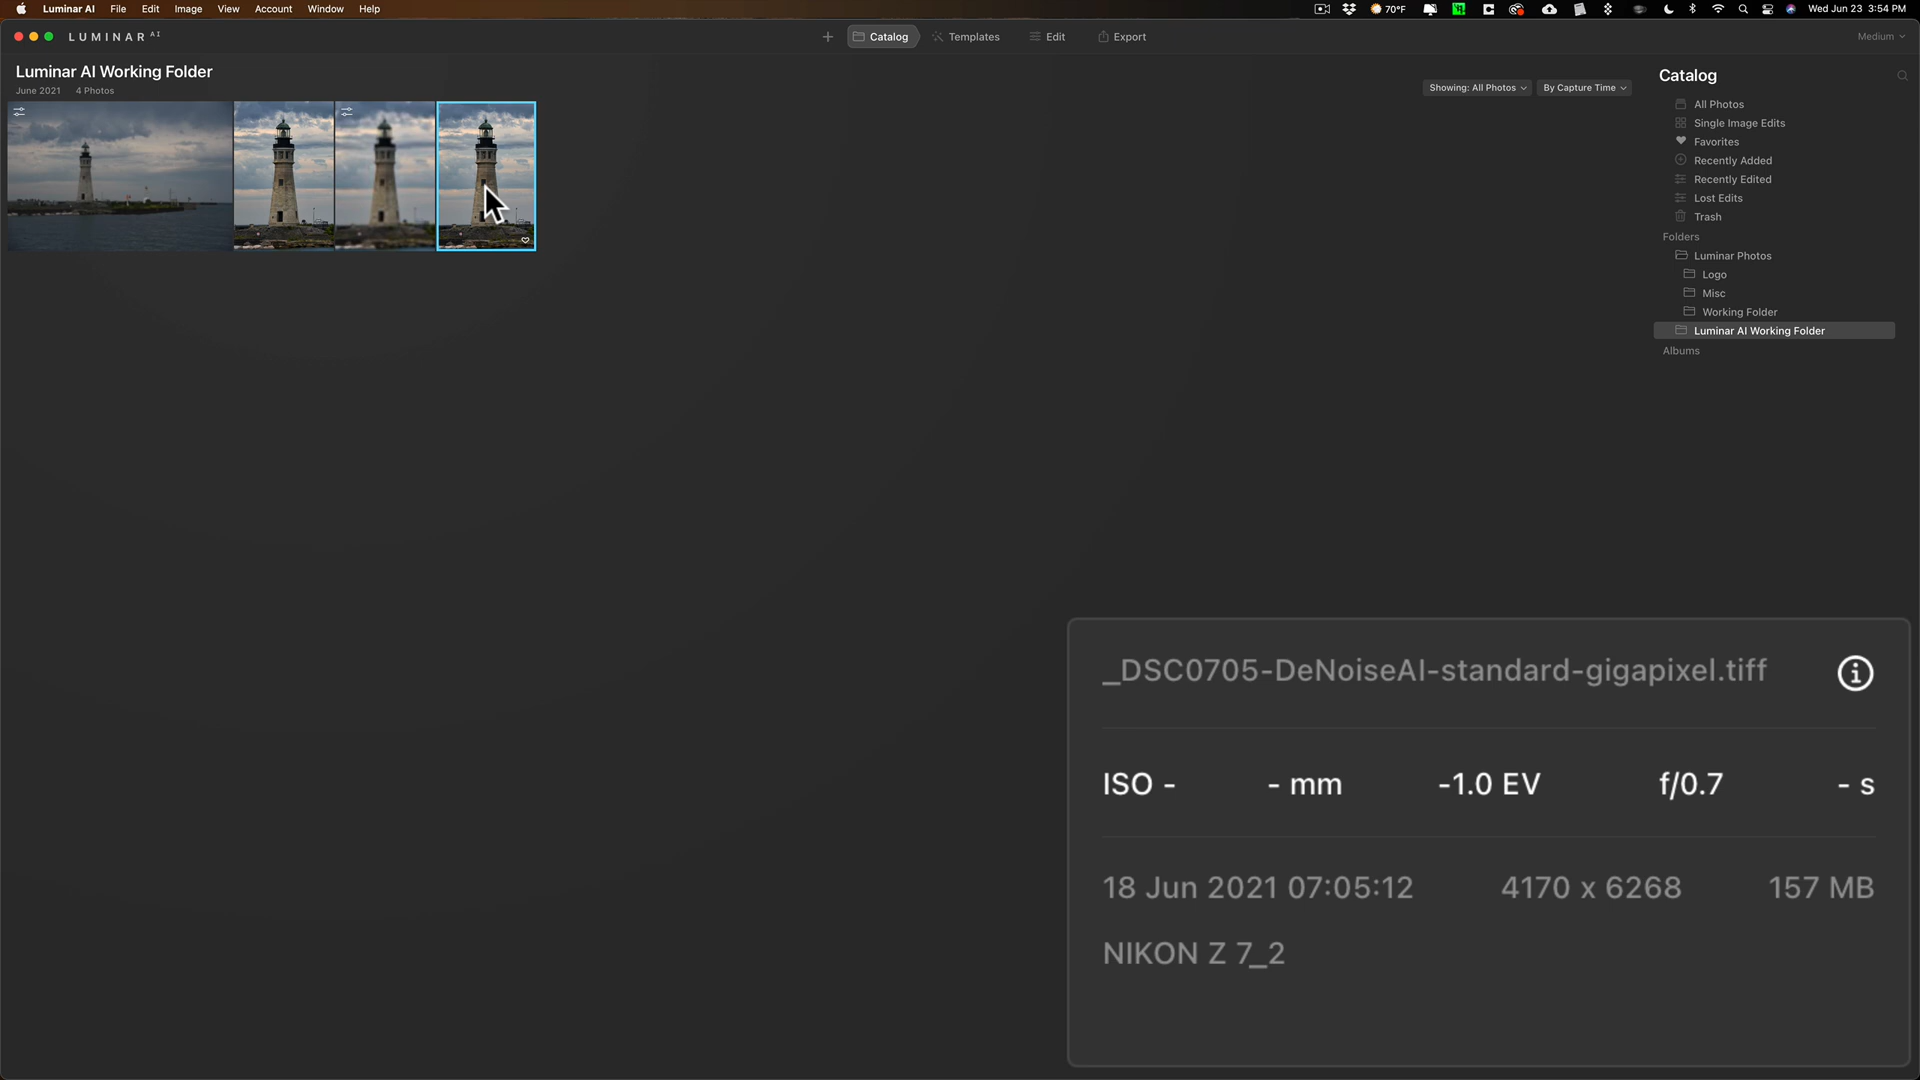 Luminar AI File Edit Image View Account Window Help 70°F Wed Jun 23 3:54 PM
LUMINAR AI Catalog Templates Edit Export Medium
Luminar AI Working Folder
June 2021 4 Photos
Showing: All Photos By Capture Time
Catalog
All Photos
Single Image Edits
Favorites
Recently Added
Recently Edited
Lost Edits
Trash
Folders
Luminar Photos
Logo
Misc
Working Folder
Luminar AI Working Folder
Albums
_DSC0705-DeNoiseAI-standard-gigapixel.tiff
ISO - - mm -1.0 EV f/0.7 - s
18 Jun 2021 07:05:12 4170 x 6268 157 MB
NIKON Z 7_2